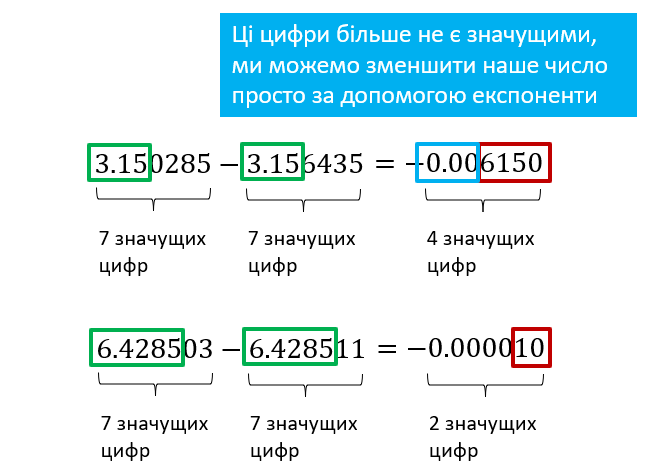 Ці цифри більше не є значущими,
ми можемо зменшити наше число
просто за допомогою експоненти
3.150285 − 3.156435 = −0.006150
7 значущих цифр
7 значущих цифр
4 значущих цифр
6.428503 − 6.428511 = −0.000010
7 значущих цифр
7 значущих цифр
2 значущих цифр